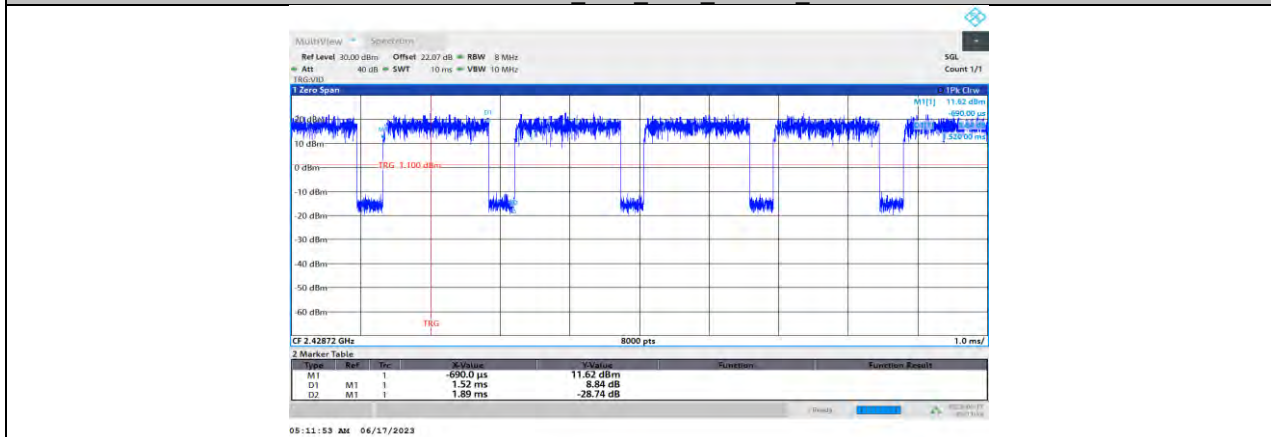 MultiView Spectrum
Ref Level 30.00 dBm Offset 22.07 dB RBW 8 MHz SGL
Att 40 dB SWT 10 ms VBW 10 MHz Count 1/1
TRG:VID
1 Zero Span 1Pk Clrw
M1[1] 11.62 dBm
-690.00 µs
D1
20 dBm
10 dBm
0 dBm
TRG 1.100 dBm
-10 dBm
-20 dBm
-30 dBm
-40 dBm
-50 dBm
-60 dBm
TRG
CF 2.42872 GHz 8000 pts 1.0 ms/
2 Marker Table
Type Ref Trc X-Value Y-Value Function Function Result
M1 1 -690.0 µs 11.62 dBm
D1 M1 1 1.52 ms 8.84 dB
D2 M1 1 1.89 ms -28.74 dB
Ready
05:11:53 AM 06/17/2023